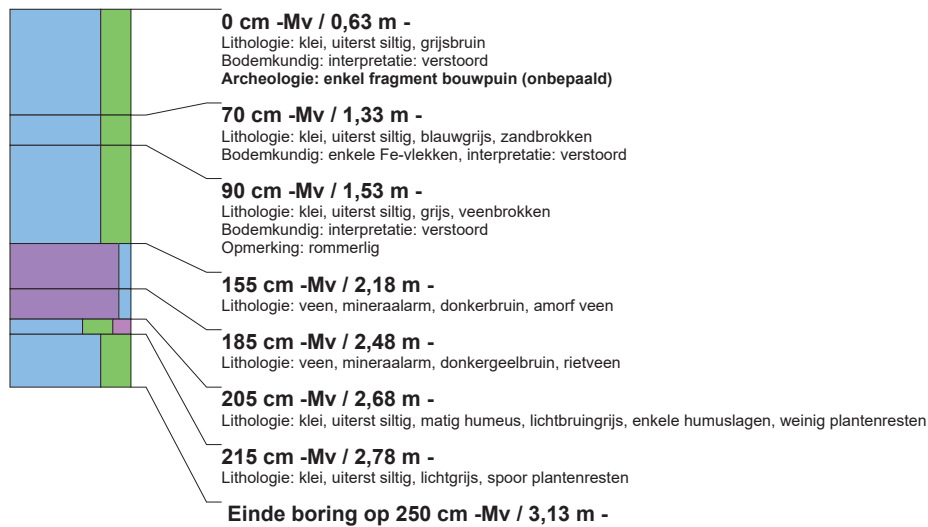 0 cm -Mv / 0,63 m -
Lithologie: klei, uiterst siltig, grijsbruin
Bodemkundig: interpretatie: verstoord
Archeologie: enkel fragment bouwpuin (onbepaald)
70 cm -Mv / 1,33 m -
Lithologie: klei, uiterst siltig, blauwgrijs, zandbrokken
Bodemkundig: enkele Fe-vlekken, interpretatie: verstoord
90 cm -Mv / 1,53 m -
Lithologie: klei, uiterst siltig, grijs, veenbrokken
Bodemkundig: interpretatie: verstoord
Opmerking: rommerlig
155 cm -Mv / 2,18 m -
Lithologie: veen, mineraalarm, donkerbruin, amorf veen
185 cm -Mv / 2,48 m -
Lithologie: veen, mineraalarm, donkergeelbruin, rietveen
205 cm -Mv / 2,68 m -
Lithologie: klei, uiterst siltig, matig humeus, lichtbruingrijs, enkele humuslagen, weinig plantenresten
215 cm -Mv / 2,78 m -
Lithologie: klei, uiterst siltig, lichtgrijs, spoor plantenresten
Einde boring op 250 cm -Mv / 3,13 m -